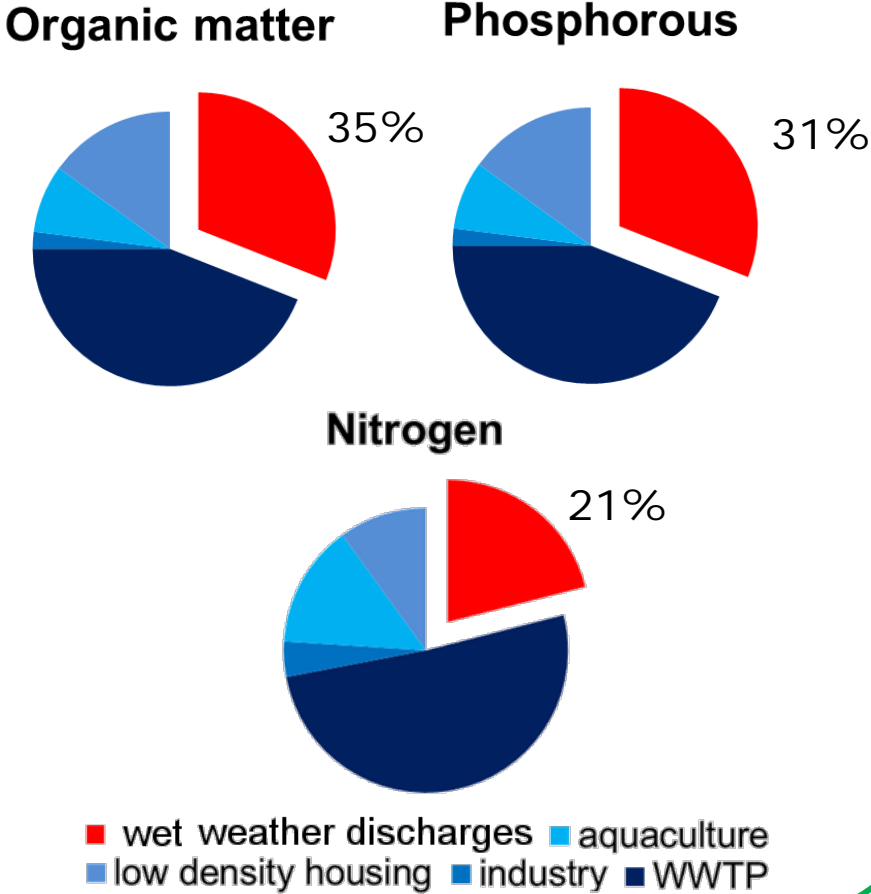 Organic matter
Phosphorous
35%
31%
Nitrogen
21%
wet weather discharges aquaculture
low density housing industry WWTP